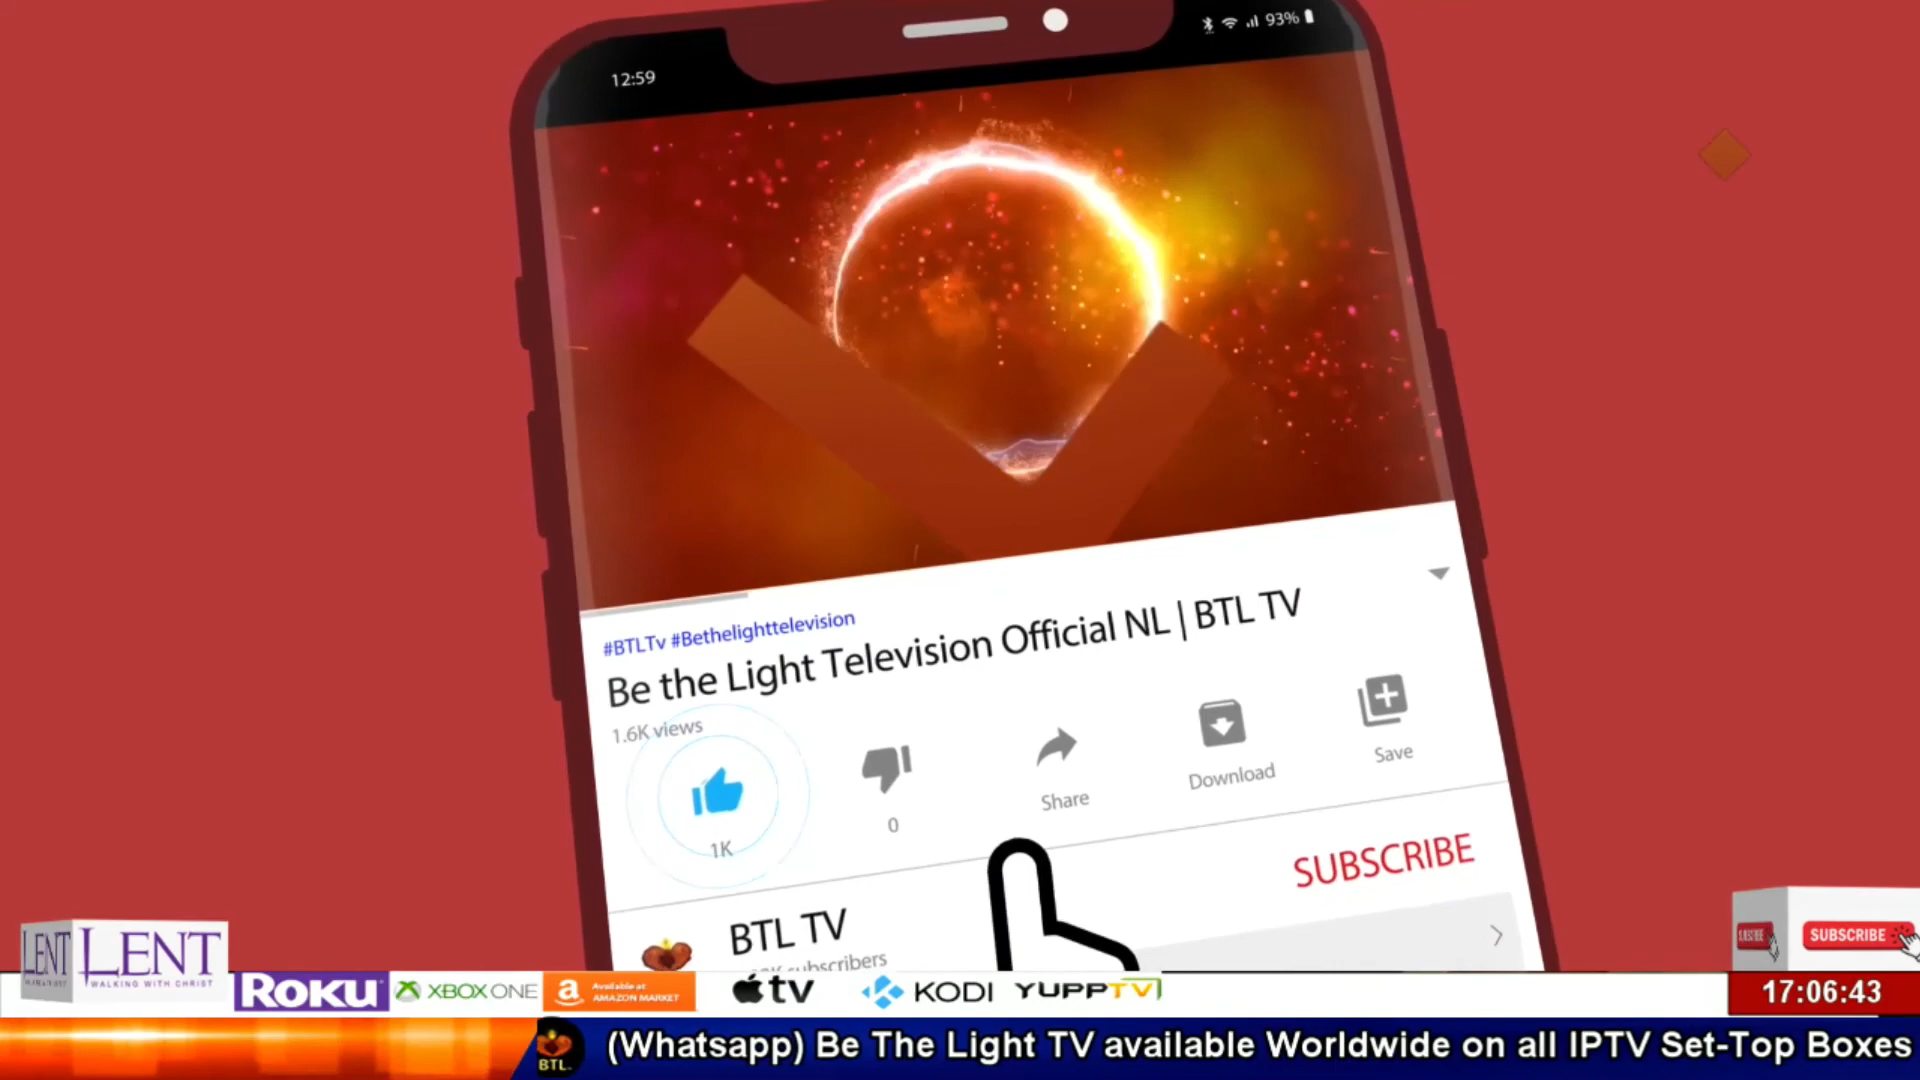 12:59
93%
#BTLTv #Bethelighttelevision
Be the Light Television Official NL | BTL TV
1.6K views
1K
0
Share
Download
Save
SUBSCRIBE
BTL TV
subscribers
LENT
LENT
WALKING WITH CHRIST
ROKU
XBOX ONE
a Available at
AMAZON MARKET
tv
KODI
YUPPTV
SUBSCRIBE
SUBSCRIBE
17:06:43
BTL
(Whatsapp) Be The Light TV available Worldwide on all IPTV Set-Top Boxes